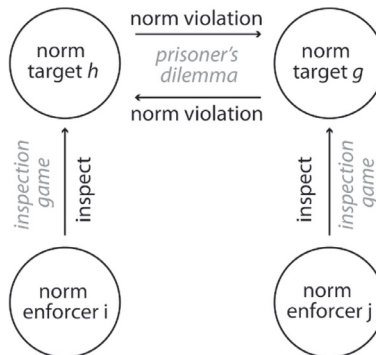 norm violation
norm
target h
prisoner's
dilemma
norm
target g
norm violation
inspection
game
inspect
inspect
inspection
game
norm
enforcer i
norm
enforcer j